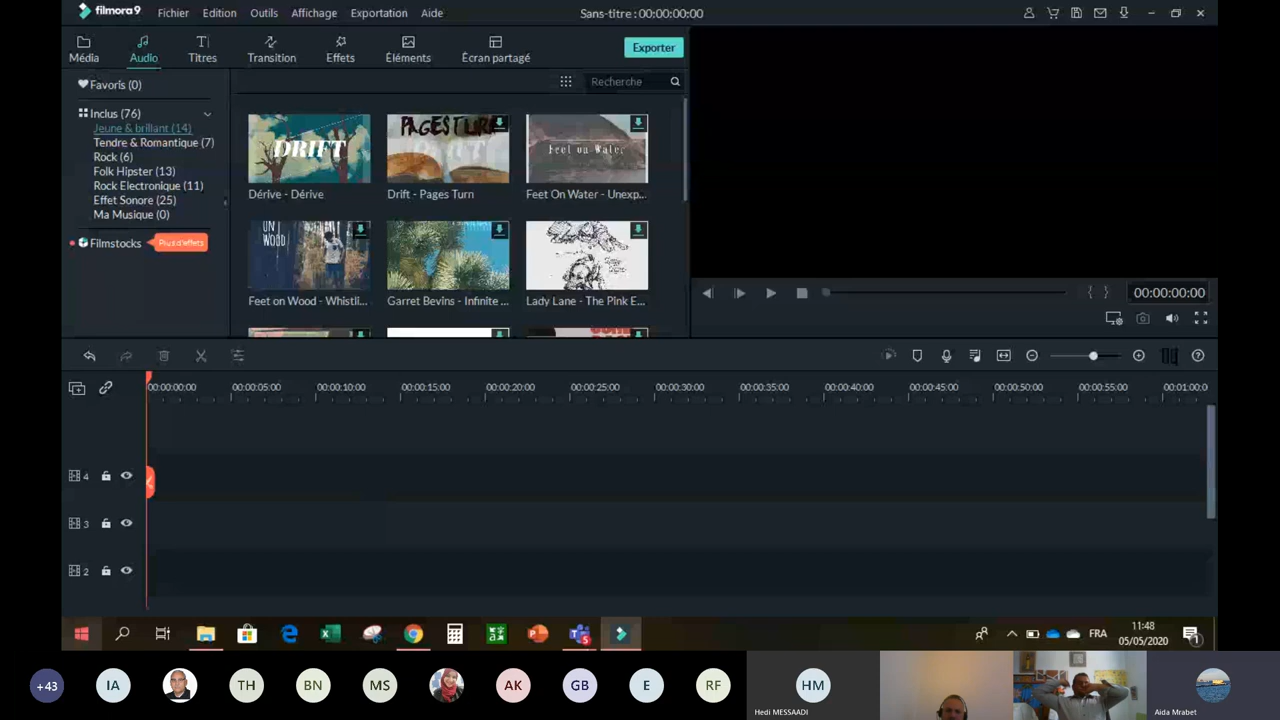 filmora9 Fichier Edition Outils Affichage Exportation Aide Sans-titre : 00:00:00:00
Média Audio Titres Transition Effets Éléments Écran partagé Exporter
Favoris (0)
Recherche
Inclus (76)
Jeune & brillant (14)
Tendre & Romantique (7)
Rock (6)
Folk Hipster (13)
Rock Electronique (11)
Effet Sonore (25)
Ma Musique (0)
Filmstocks Plus d'effets
DRIFT
PAGES TURN
Feet on Water
Dérive - Dérive
Drift - Pages Turn
Feet On Water - Unexp...
ON
WOOD
Feet on Wood - Whistli...
Garret Bevins - Infinite ...
Lady Lane - The Pink E...
{ } 00:00:00:00
00:00:00:00 00:00:05:00 00:00:10:00 00:00:15:00 00:00:20:00 00:00:25:00 00:00:30:00 00:00:35:00 00:00:40:00 00:00:45:00 00:00:50:00 00:00:55:00 00:01:00:0
4
3
2
FRA
11:48
05/05/2020
1
5
+43 IA TH BN MS AK GB E RF HM
Hedi MESSAADI
Aida Mrabet